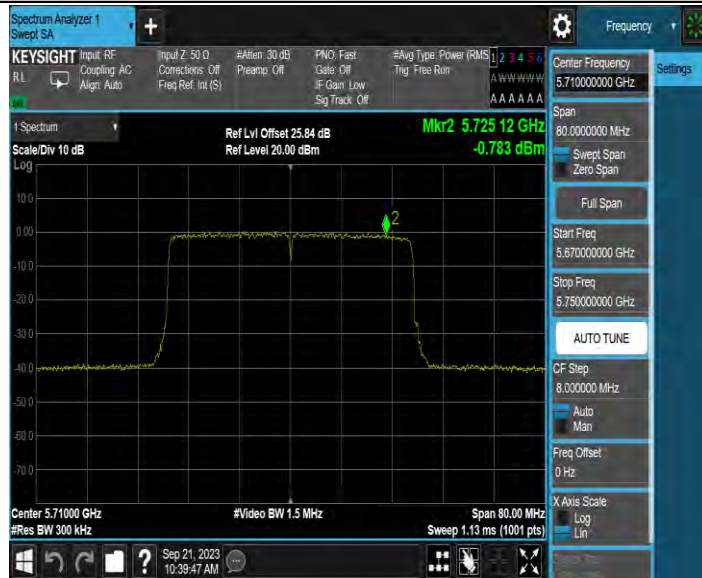 Spectrum Analyzer 1
Swept SA
+
Frequency
KEYSIGHT
RL
Input: RF
Coupling: AC
Align: Auto
Input Z: 50 Ω
Corrections: Off
Freq Ref: Int (S)
#Atten: 30 dB
Preamp: Off
PNO: Fast
Gate: Off
IF Gain: Low
Sig Track: Off
#Avg Type: Power (RMS
Trig: Free Run
1 2 3 4 5 6
A W W W W W
A A A A A A
Settings
1 Spectrum
Scale/Div 10 dB
Log
Ref Lvl Offset 25.84 dB
Ref Level 20.00 dBm
Mkr2 5.725 12 GHz
-0.783 dBm
10.0
0.00
-10.0
-20.0
-30.0
-40.0
-50.0
-60.0
-70.0
2
Center 5.71000 GHz
#Res BW 300 kHz
#Video BW 1.5 MHz
Span 80.00 MHz
Sweep 1.13 ms (1001 pts)
Center Frequency
5.710000000 GHz
Span
80.0000000 MHz
Swept Span
Zero Span
Full Span
Start Freq
5.670000000 GHz
Stop Freq
5.750000000 GHz
AUTO TUNE
CF Step
8.000000 MHz
Auto
Man
Freq Offset
0 Hz
X Axis Scale
Log
Lin
?
Sep 21, 2023
10:39:47 AM